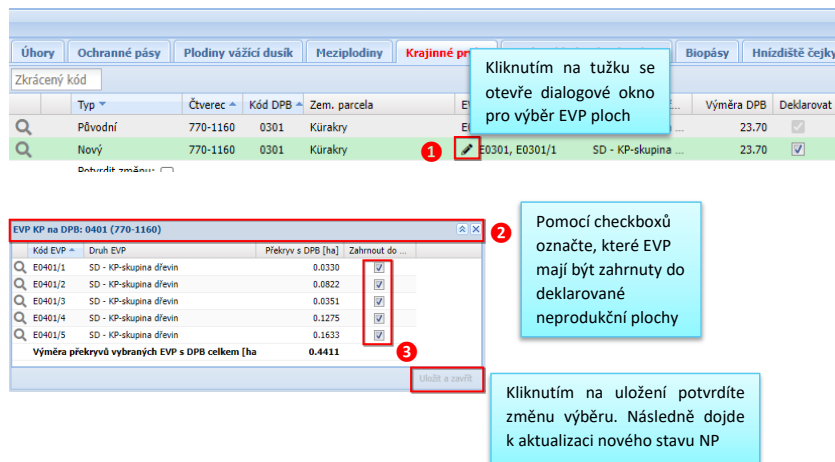 Úhory Ochranné pásy Plodiny vážící dusík Meziplodiny Krajinné Biopásy Hnízdiště čejky
Zkrácený kód
Typ Čtverec Kód DPB Zem. parcela Výměra DPB Deklarovat
Původní 770-1160 0301 Kürakry 23.70
Nový 770-1160 0301 Kürakry 1 E0301, E0301/1 SD - KP-skupina ... 23.70
Potvrdit změnu:
Kliknutím na tužku se
otevře dialogové okno
pro výběr EVP ploch
EVP KP na DPB: 0401 (770-1160)
2
Kód EVP Druh EVP Překryv s DPB [ha] Zahrnout do ...
E0401/1 SD - KP-skupina dřevin 0.0330
E0401/2 SD - KP-skupina dřevin 0.0822
E0401/3 SD - KP-skupina dřevin 0.0351
E0401/4 SD - KP-skupina dřevin 0.1275
E0401/5 SD - KP-skupina dřevin 0.1633
Výměra překryvů vybraných EVP s DPB celkem [ha 0.4411
3
Uložit a zavřít
Pomocí checkboxů
označte, které EVP
mají být zahrnuty do
deklarované
neprodukční plochy
Kliknutím na uložení potvrdíte
změnu výběru. Následně dojde
k aktualizaci nového stavu NP